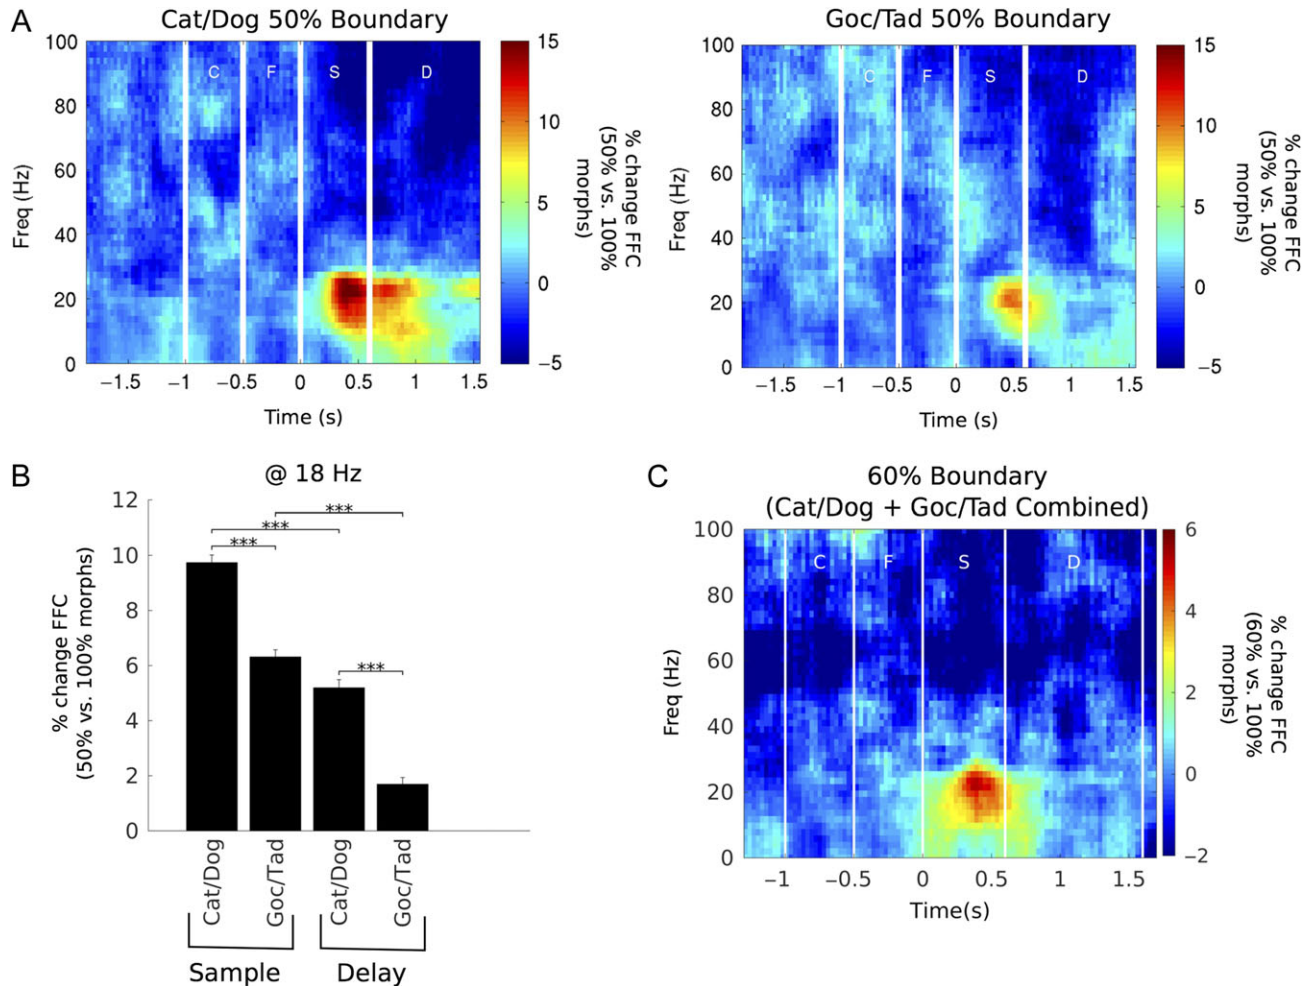 A
Cat/Dog 50% Boundary
100
80
60
40
20
0
Freq (Hz)
C F S D
−1.5 −1 −0.5 0 0.5 1 1.5
Time (s)
15
10
5
0
−5
% change FFC
(50% vs. 100%
morphs)
Goc/Tad 50% Boundary
100
80
60
40
20
0
Freq (Hz)
C F S D
−1.5 −1 −0.5 0 0.5 1 1.5
Time (s)
15
10
5
0
−5
% change FFC
(50% vs. 100%
morphs)
B
@ 18 Hz
12
10
8
6
4
2
0
% change FFC
(50% vs. 100% morphs)
***
***
***
***
Cat/Dog
Goc/Tad
Cat/Dog
Goc/Tad
Sample Delay
C
60% Boundary
(Cat/Dog + Goc/Tad Combined)
100
80
60
40
20
0
Freq (Hz)
C F S D
−1 −0.5 0 0.5 1 1.5
Time(s)
6
4
2
0
−2
% change FFC
(60% vs. 100%
morphs)